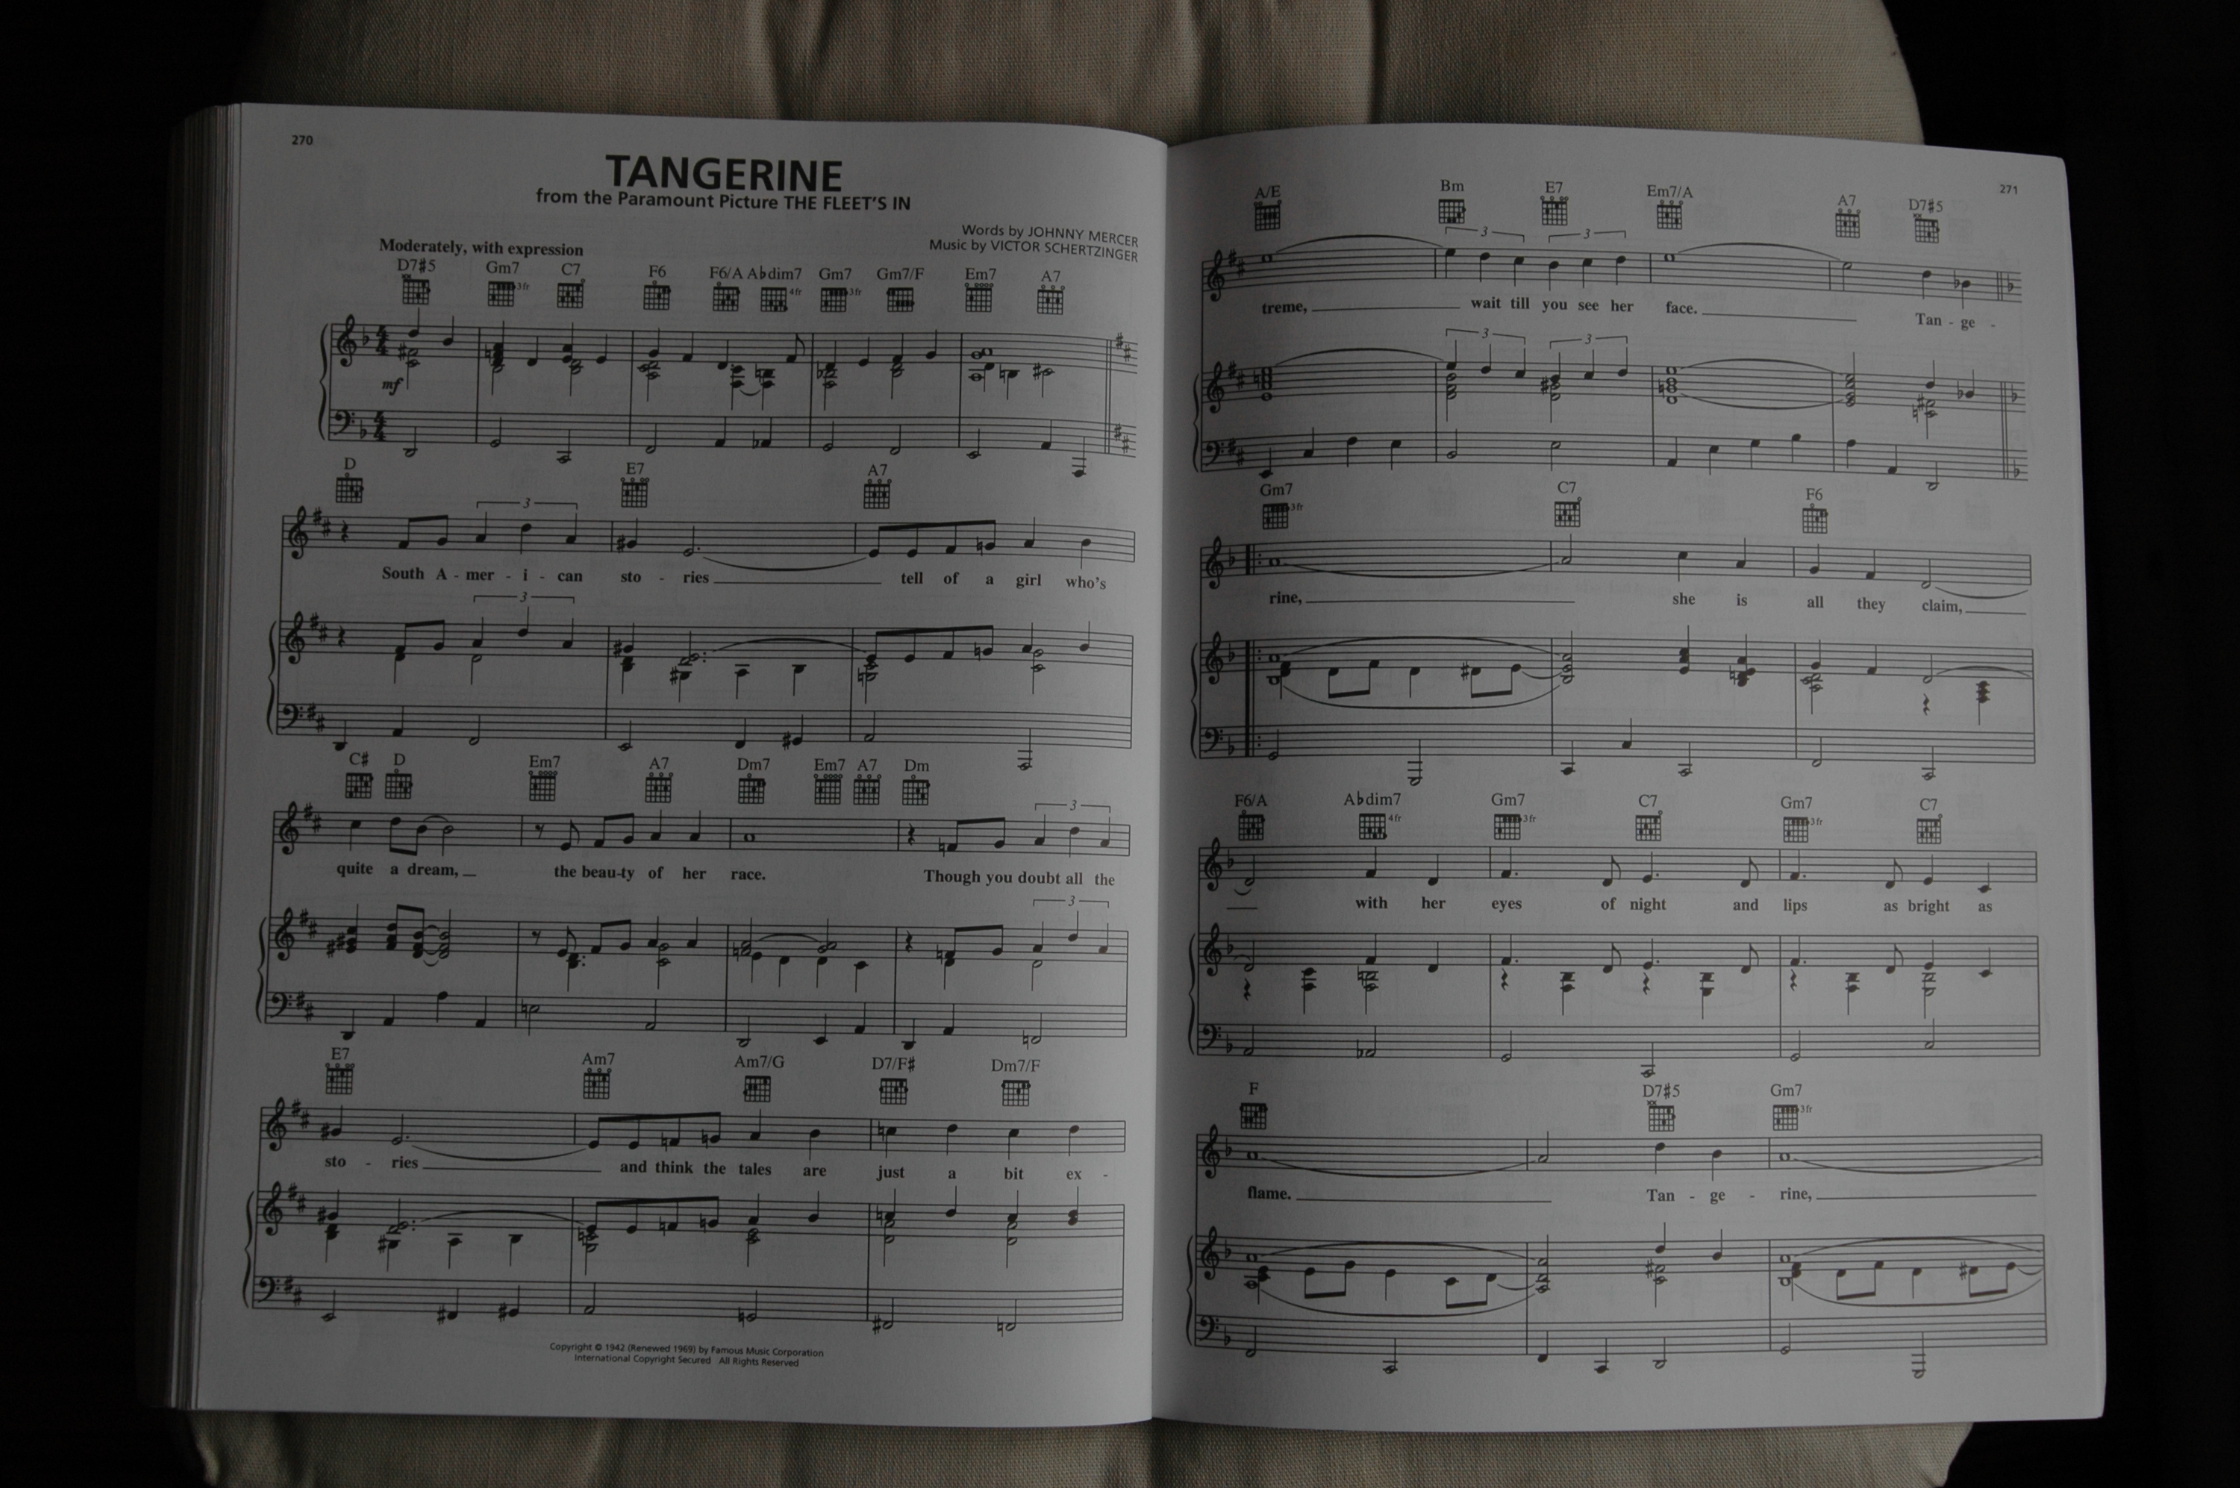 270
TANGERINE
from the Paramount Picture THE FLEET'S IN
Words by JOHNNY MERCER
Music by VICTOR SCHERTZINGER
Moderately, with expression
D7♯5 Gm7 C7 F6 F6/A A♭dim7 Gm7 Gm7/F Em7 A7
3fr 4fr 3fr
mf
D E7 A7
3
South A - mer - i - can sto - ries tell of a girl who's
3
C♯ D Em7 A7 Dm7 Em7 A7 Dm
3
quite a dream, the beau-ty of her race. Though you doubt all the
3
E7 Am7 Am7/G D7/F♯ Dm7/F
sto - ries and think the tales are just a bit ex -
Copyright © 1942 (Renewed 1969) by Famous Music Corporation
International Copyright Secured All Rights Reserved
271
A/E Bm E7 Em7/A A7 D7♯5
3 3
treme, wait till you see her face. Tan - ge -
3 3
Gm7 C7 F6
3fr
rine, she is all they claim,
F6/A A♭dim7 Gm7 C7 Gm7 C7
4fr 3fr 3fr
with her eyes of night and lips as bright as
F D7♯5 Gm7
3fr
flame. Tan - ge - rine,